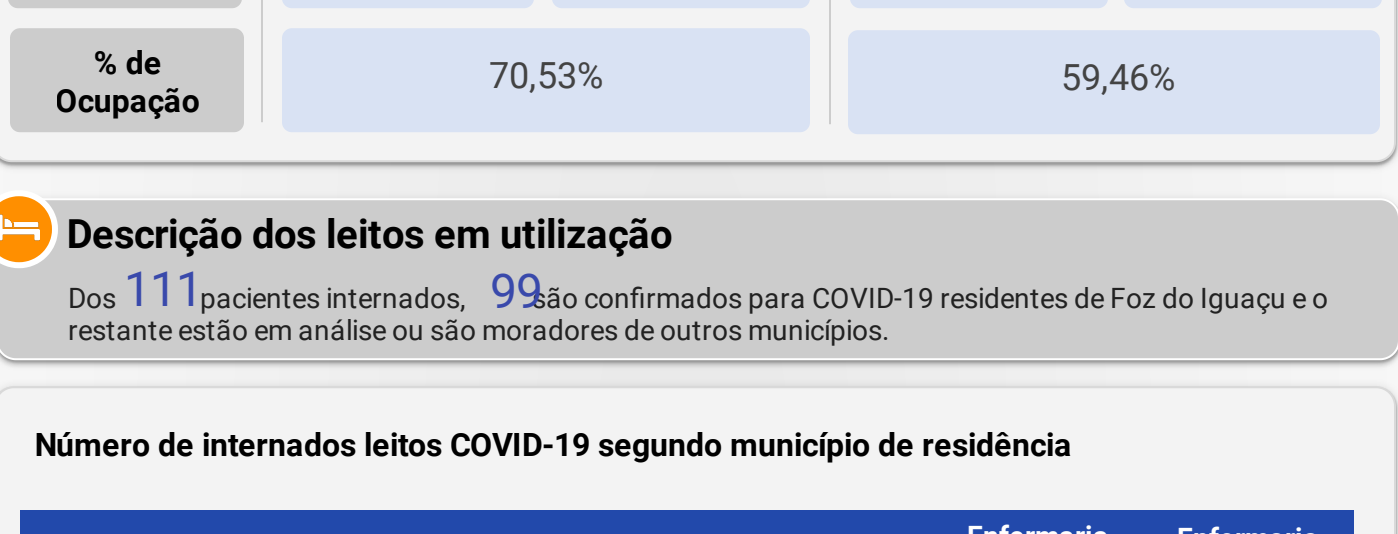 % de
Ocupação
70,53%
59,46%
Descrição dos leitos em utilização
Dos 111 pacientes internados, 99 são confirmados para COVID-19 residentes de Foz do Iguaçu e o
restante estão em análise ou são moradores de outros municípios.
Número de internados leitos COVID-19 segundo município de residência
Enfermaria Enfermaria